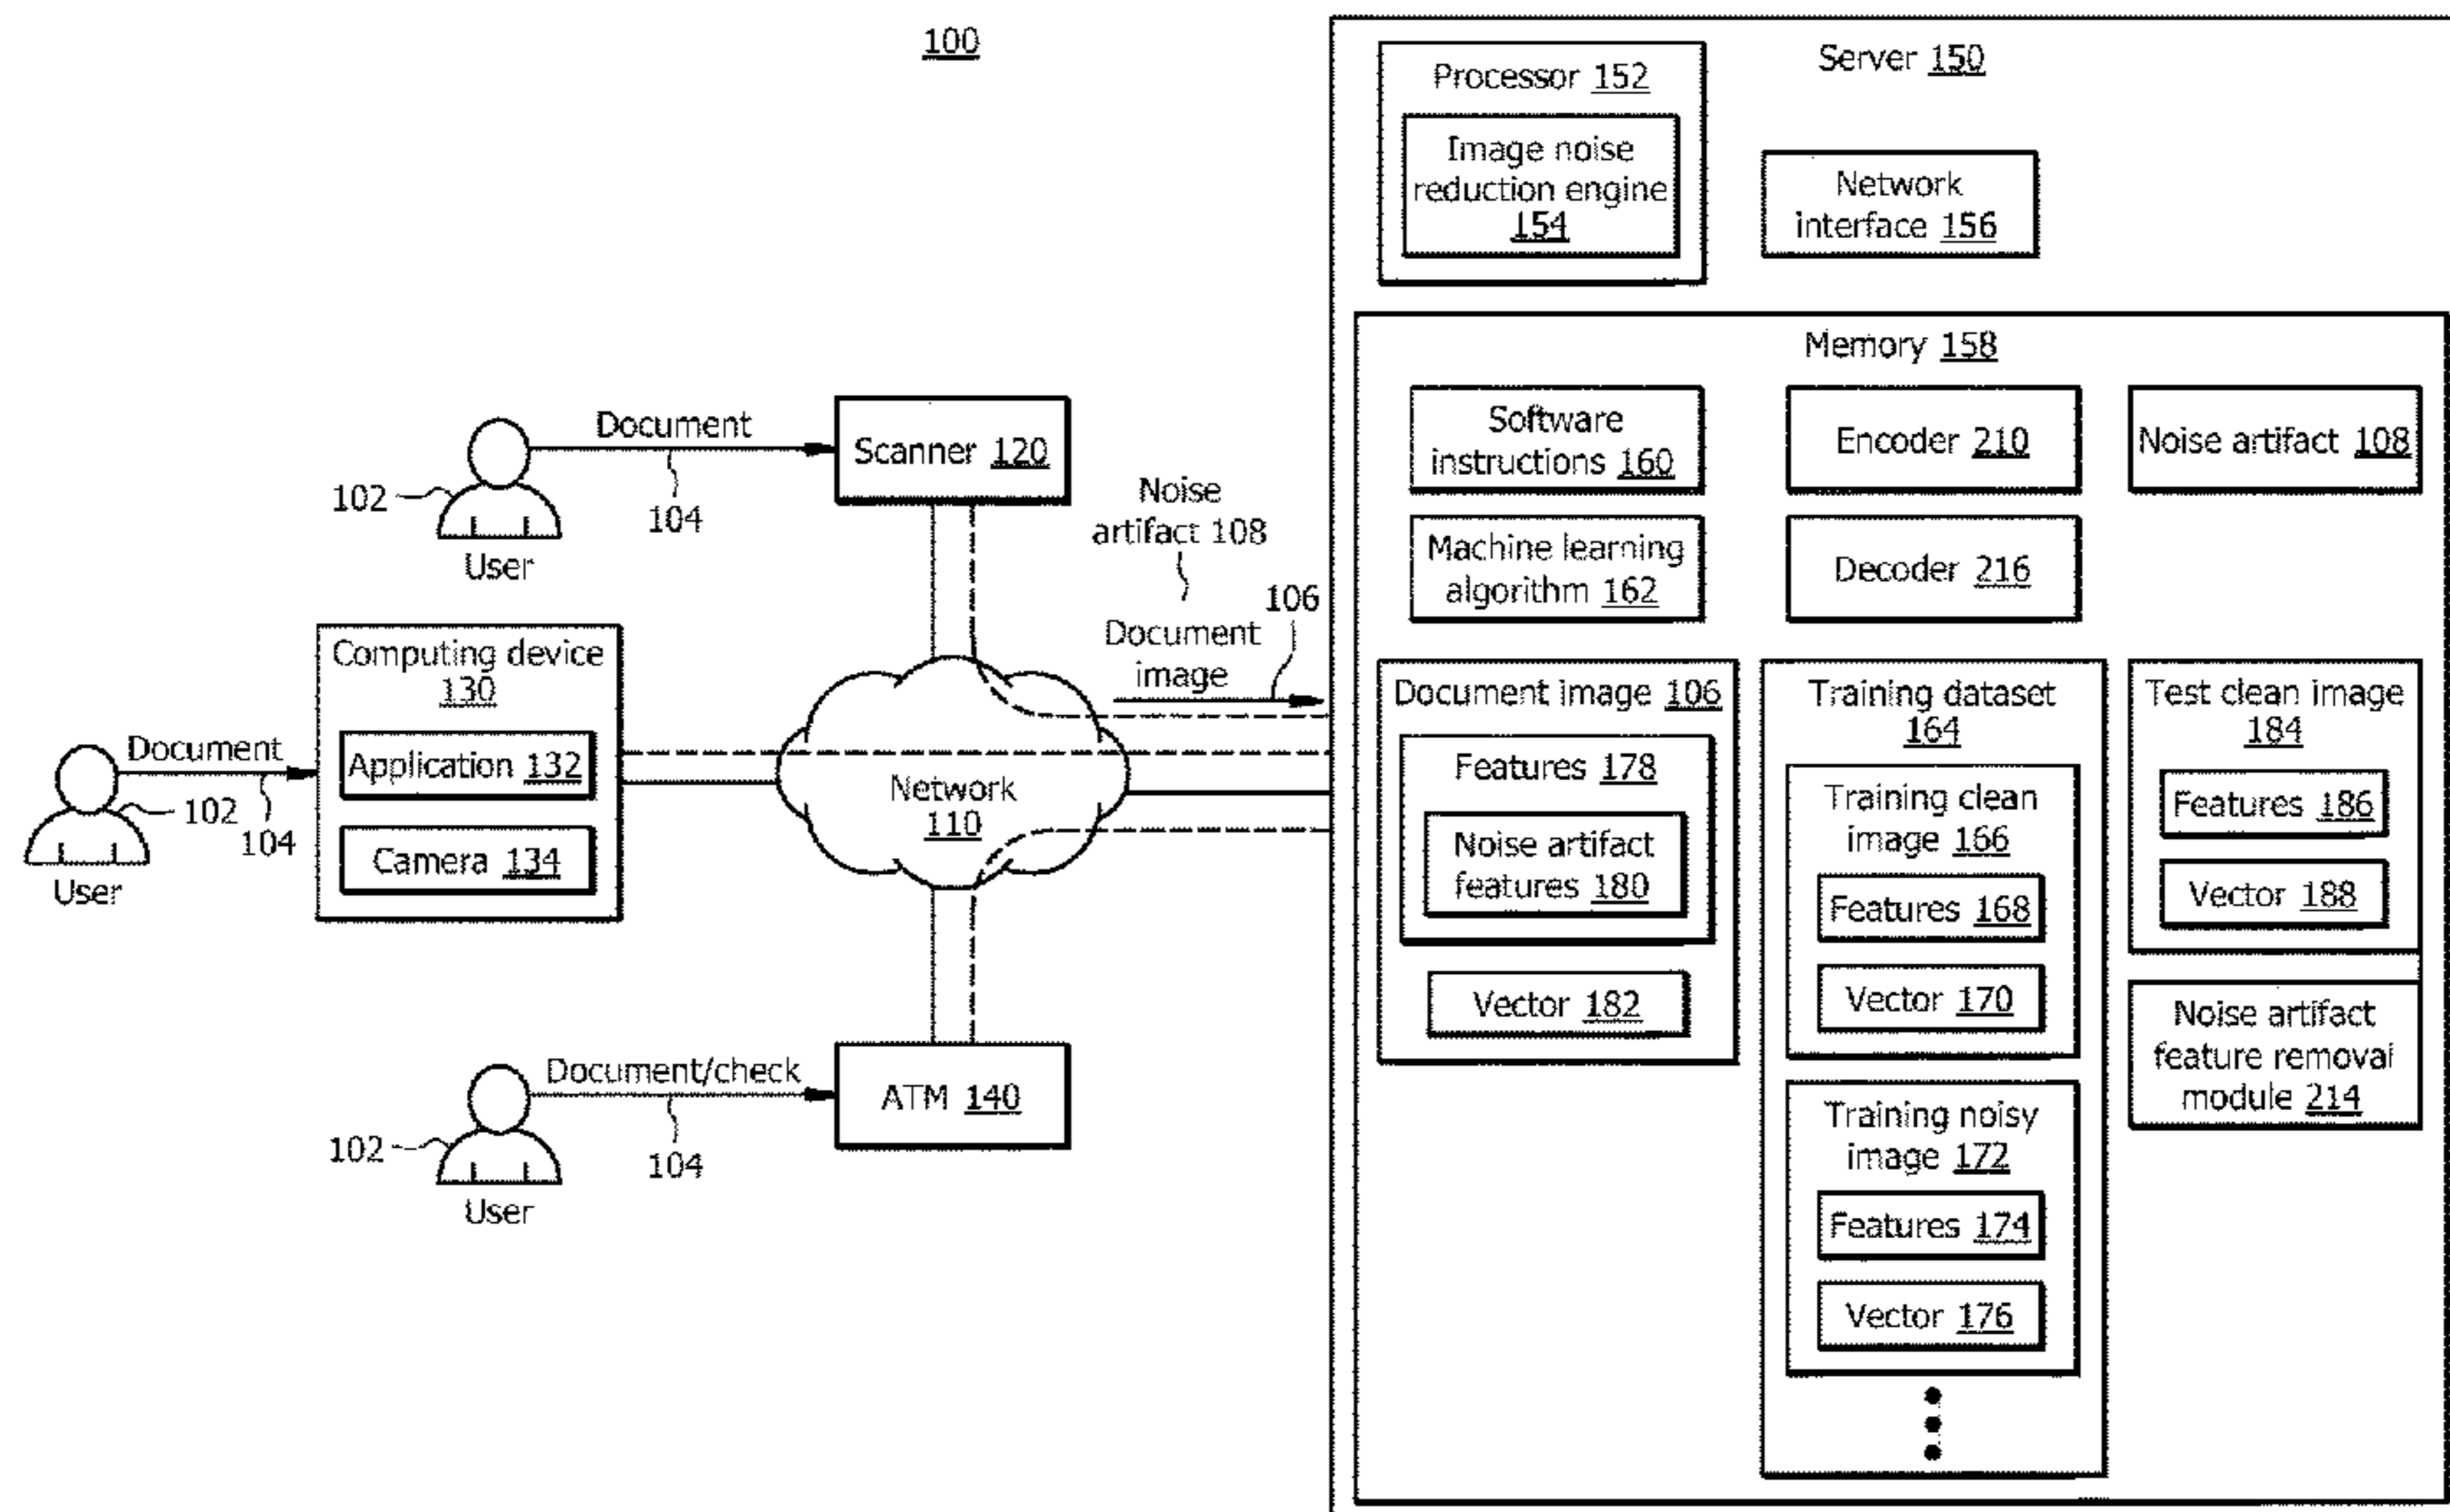 100
Server 150
Processor 152
Image noise
reduction engine
154
Network
interface 156
Memory 158
Software
instructions 160
Encoder 210
Noise artifact 108
Machine learning
algorithm 162
Decoder 216
Document
104
Scanner 120
102
User
Noise
artifact 108
106
Document
image
Computing device
130
Application 132
Camera 134
Document
104
102
User
Network
110
Document/check
104
ATM 140
102
User
Document image 106
Features 178
Noise artifact
features 180
Vector 182
Training dataset
164
Training clean
image 166
Features 168
Vector 170
Training noisy
image 172
Features 174
Vector 176
Test clean image
184
Features 186
Vector 188
Noise artifact
feature removal
module 214